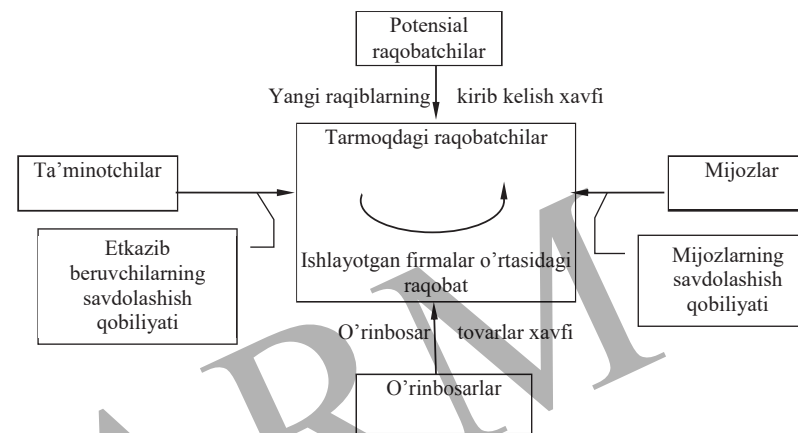 Potensial
raqobatchilar
Yangi raqiblarning kirib kelish xavfi
Tarmoqdagi raqobatchilar
Ta’minotchilar
Mijozlar
Etkazib
beruvchilarning
savdolashish
qobiliyati
Ishlayotgan firmalar o’rtasidagi
raqobat
Mijozlarning
savdolashish
qobiliyati
O’rinbosar tovarlar xavfi
O’rinbosarlar
ARM